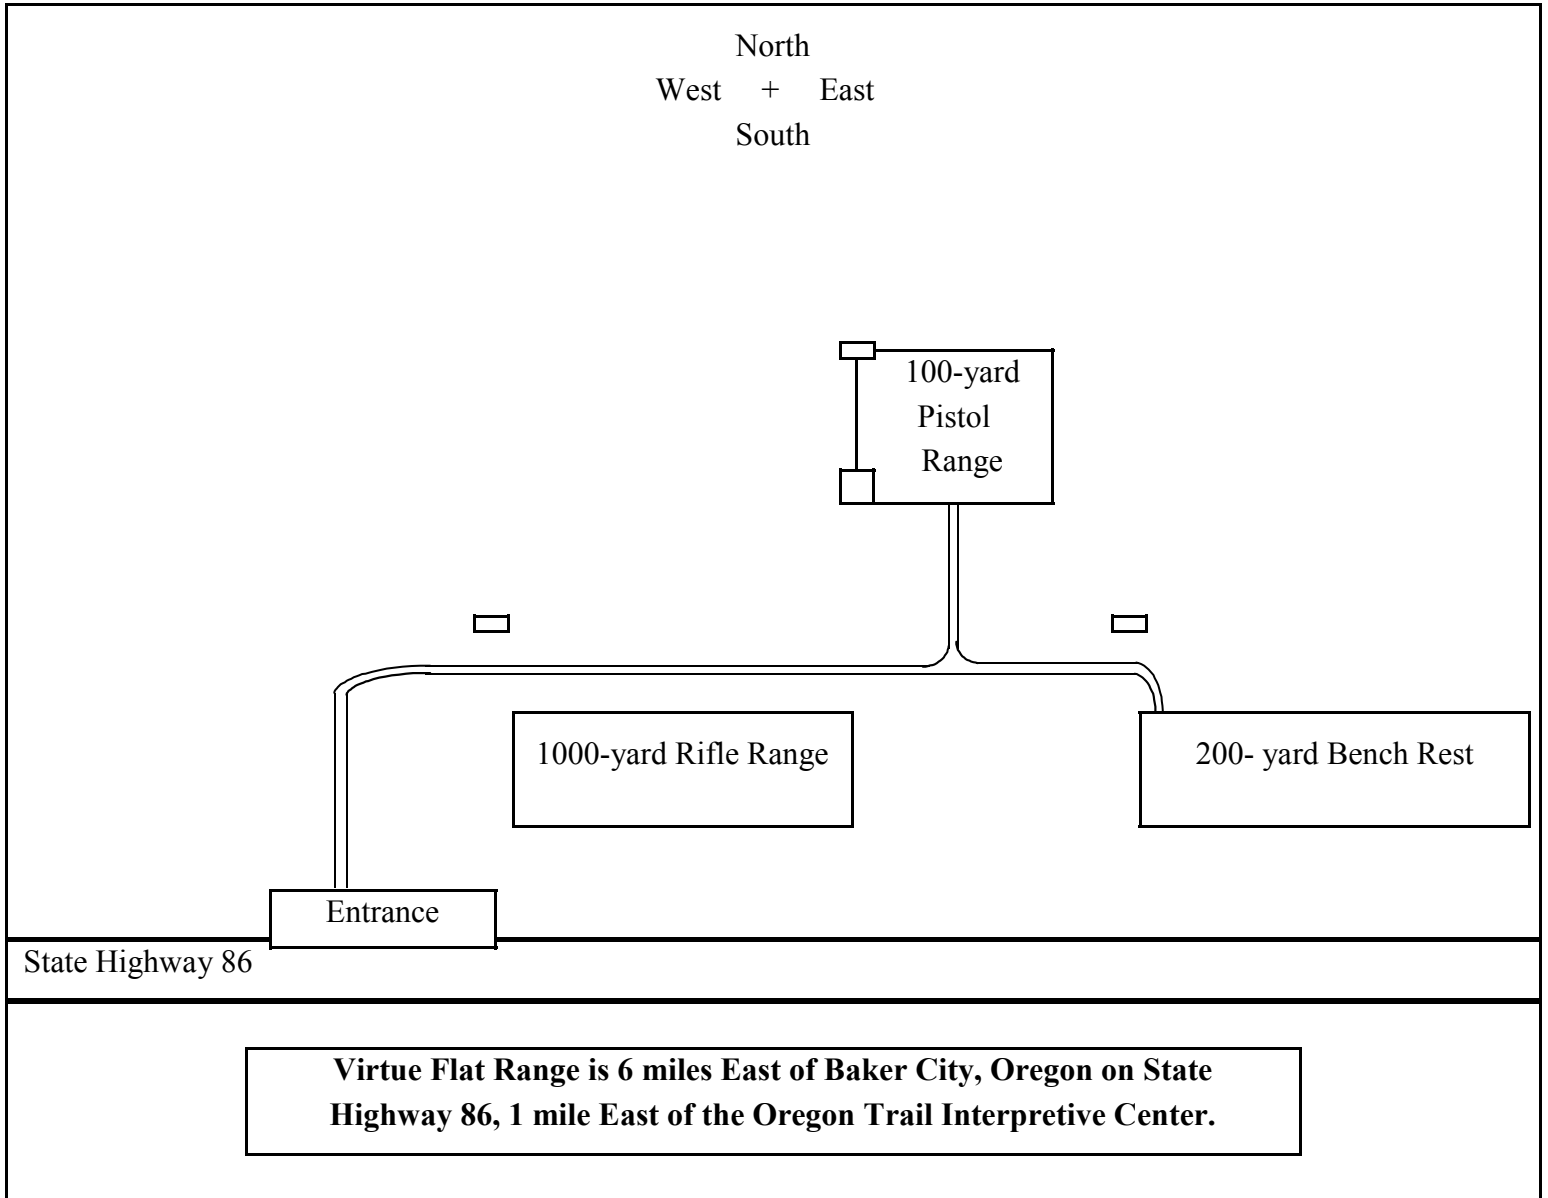 North
West + East
South
100-yard
Pistol
Range
1000-yard Rifle Range
200- yard Bench Rest
Entrance
State Highway 86
Virtue Flat Range is 6 miles East of Baker City, Oregon on State
Highway 86, 1 mile East of the Oregon Trail Interpretive Center.